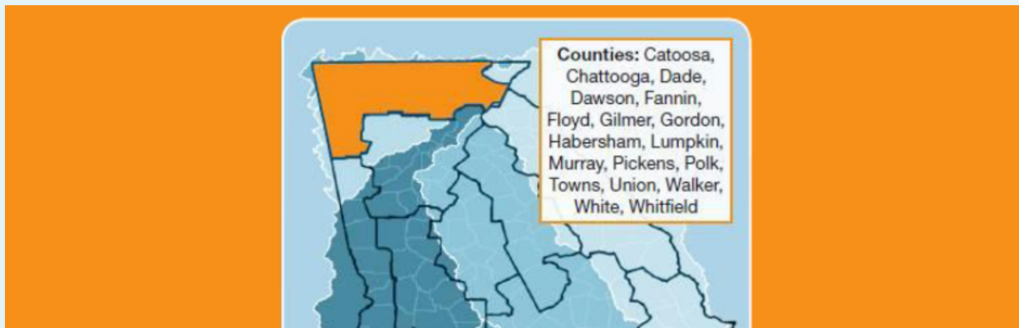 Counties: Catoosa,
Chattooga, Dade,
Dawson, Fannin,
Floyd, Gilmer, Gordon,
Habersham, Lumpkin,
Murray, Pickens, Polk,
Towns, Union, Walker,
White, Whitfield